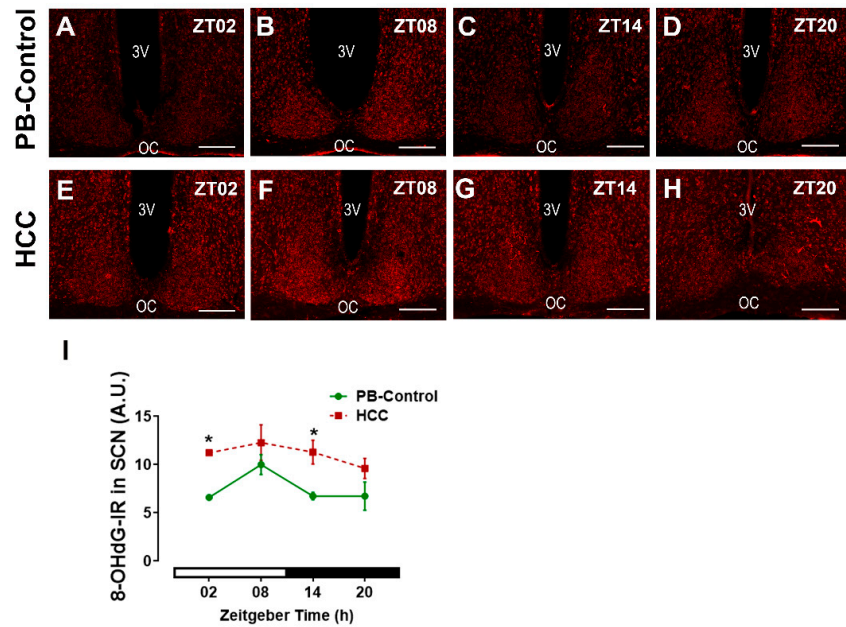 PB-Control
A ZT02
3V
OC
B ZT08
3V
OC
C ZT14
3V
OC
D ZT20
3V
OC
HCC
E ZT02
3V
OC
F ZT08
3V
OC
G ZT14
3V
OC
H ZT20
3V
OC
I
8-OHdG-IR in SCN (A.U.)
PB-Control
HCC
15
10
5
0
*
*
02 08 14 20
Zeitgeber Time (h)